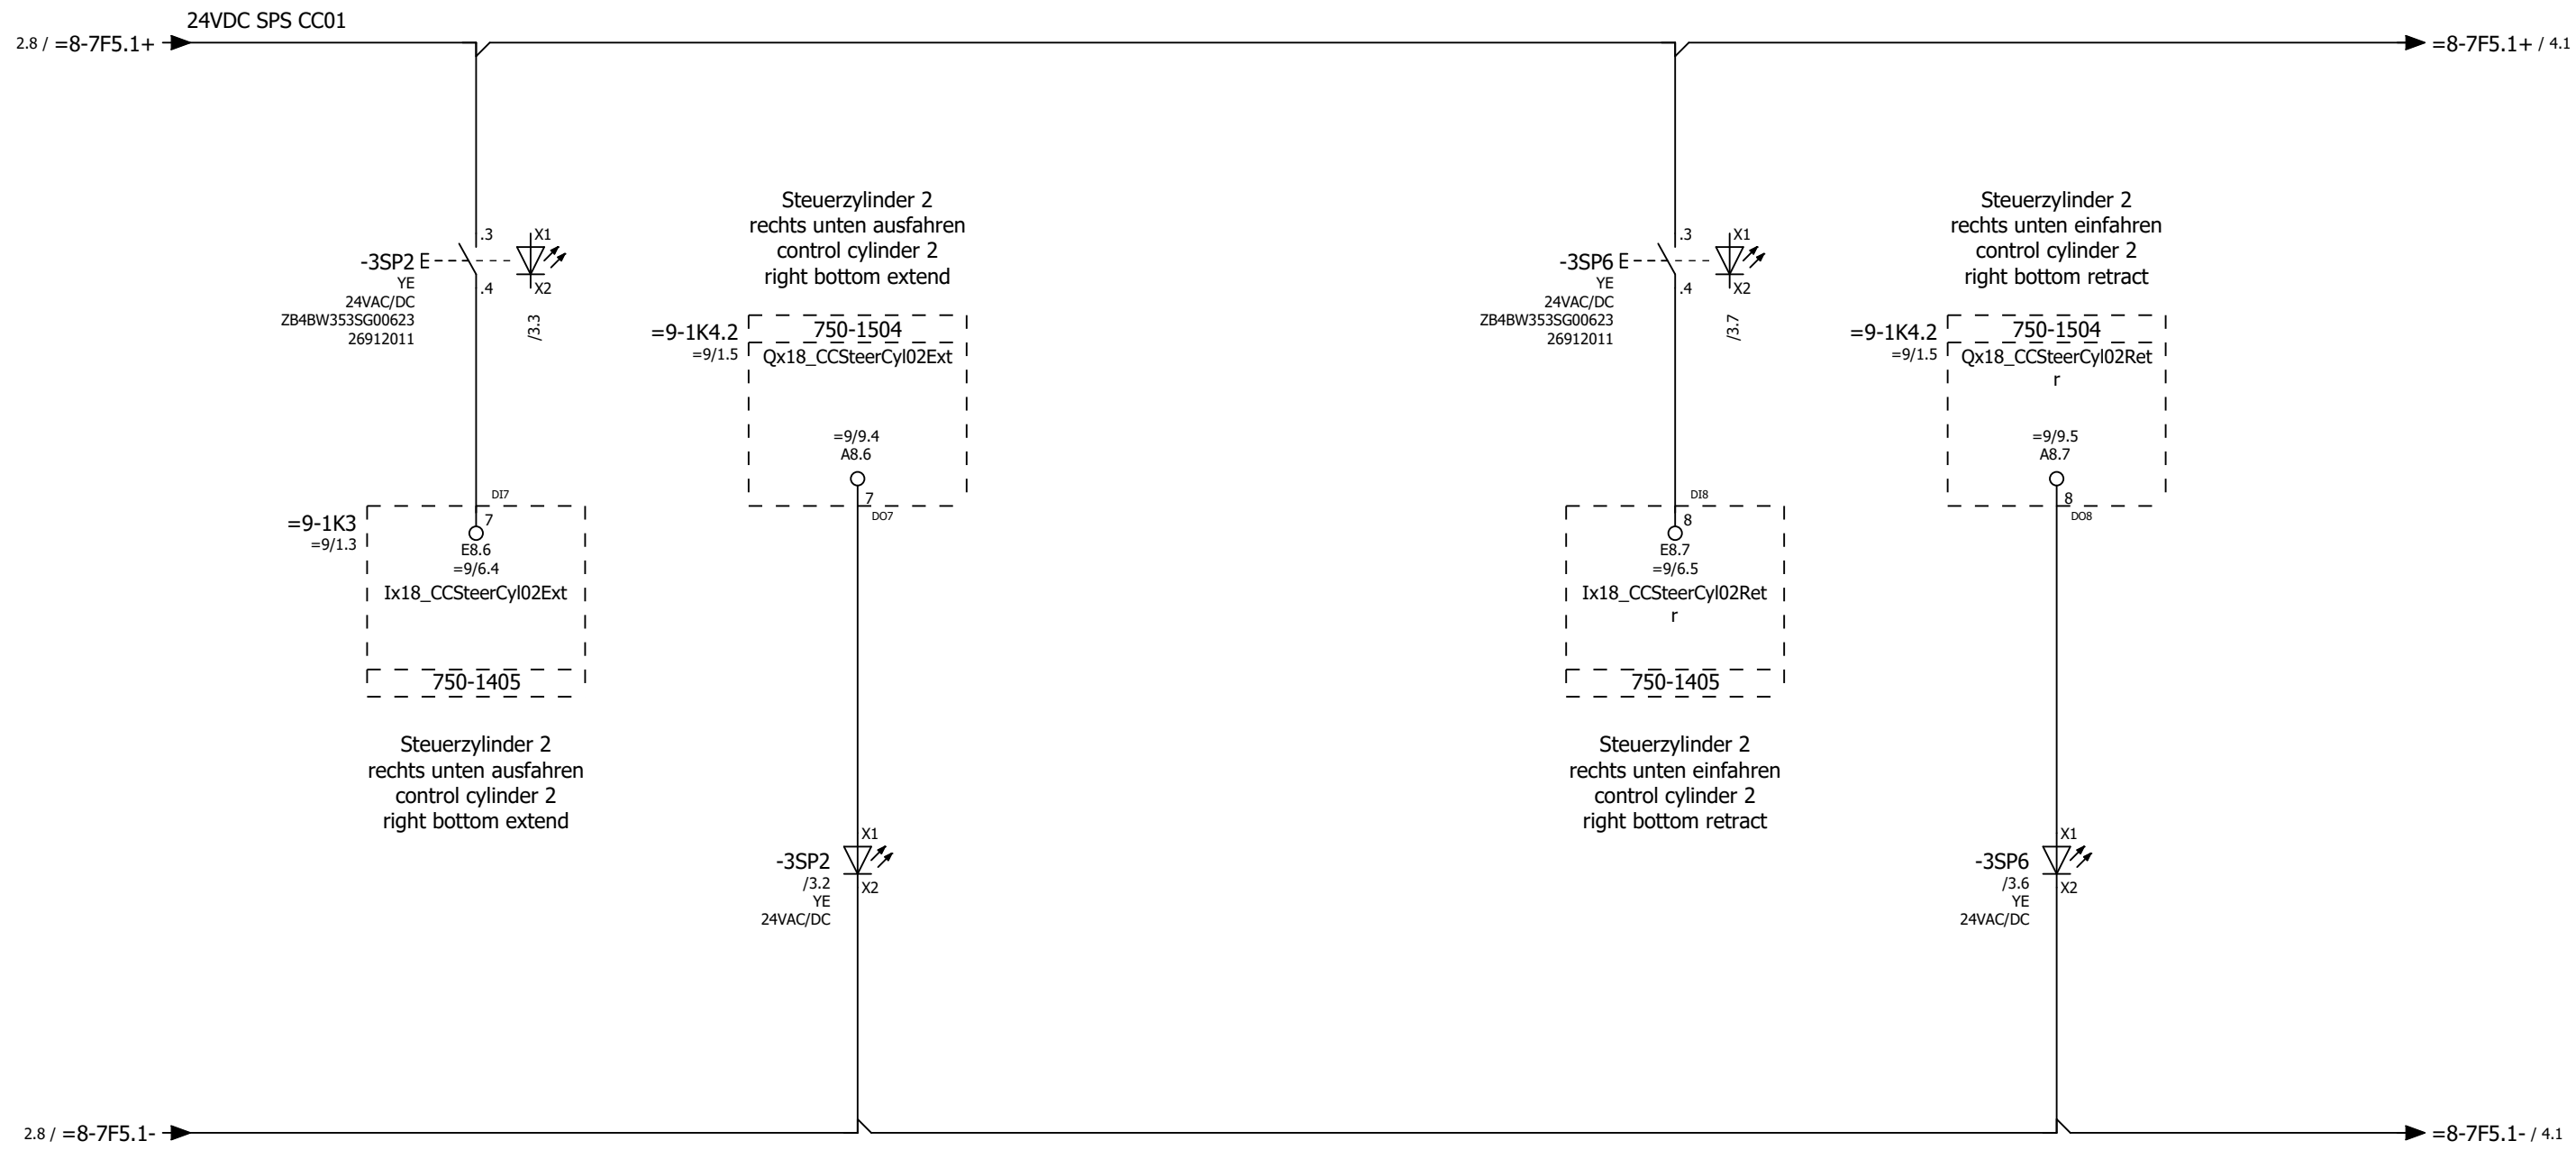 24VDC SPS CC01
2.8 / =8-7F5.1+
=8-7F5.1+ / 4.1
-3SP2
YE
24VAC/DC
ZB4BW353SG00623
26912011
.3
.4
X1
X2
/3.3
Steuerzylinder 2
rechts unten ausfahren
control cylinder 2
right bottom extend
=9-1K4.2
=9/1.5
750-1504
Qx18_CCSteerCyl02Ext
=9/9.4
A8.6
7
DO7
=9-1K3
=9/1.3
DI7
7
E8.6
=9/6.4
Ix18_CCSteerCyl02Ext
750-1405
Steuerzylinder 2
rechts unten ausfahren
control cylinder 2
right bottom extend
-3SP2
/3.2
YE
24VAC/DC
X1
X2
-3SP6
YE
24VAC/DC
ZB4BW353SG00623
26912011
.3
.4
X1
X2
/3.7
Steuerzylinder 2
rechts unten einfahren
control cylinder 2
right bottom retract
=9-1K4.2
=9/1.5
750-1504
Qx18_CCSteerCyl02Ret
r
=9/9.5
A8.7
8
DO8
DI8
8
E8.7
=9/6.5
Ix18_CCSteerCyl02Ret
r
750-1405
Steuerzylinder 2
rechts unten einfahren
control cylinder 2
right bottom retract
-3SP6
/3.6
YE
24VAC/DC
X1
X2
2.8 / =8-7F5.1-
=8-7F5.1- / 4.1